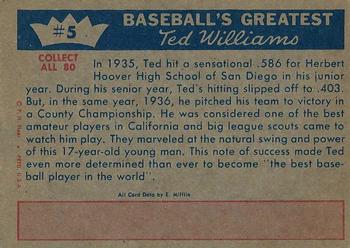 #5
BASEBALL'S GREATEST
Ted Williams
COLLECT
ALL 80
In 1935, Ted hit a sensational .586 for Herbert
Hoover High School of San Diego in his junior
year. During his senior year, Ted's hitting slipped off to .403.
But, in the same year, 1936, he pitched his team to victory in
a County Championship. He was considered one of the best
amateur players in California and big league scouts came to
watch him play. They marveled at the natural swing and power
of this 17-year-old young man. This note of success made Ted
even more determined than ever to become "the best base-
ball player in the world".
All Card Data by E. Mifflin